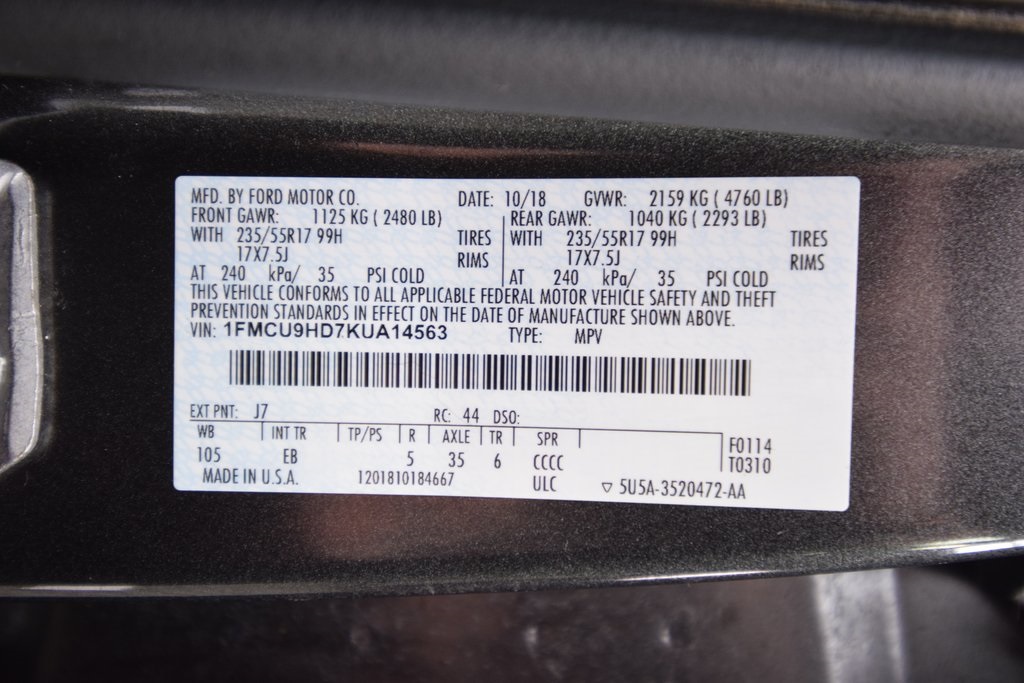 MFD. BY FORD MOTOR CO. DATE: 10/18 GVWR: 2159 KG ( 4760 LB)
FRONT GAWR: 1125 KG ( 2480 LB) REAR GAWR: 1040 KG ( 2293 LB)
WITH 235/55R17 99H TIRES WITH 235/55R17 99H TIRES
17X7.5J RIMS 17X7.5J RIMS
AT 240 kPa/ 35 PSI COLD AT 240 kPa/ 35 PSI COLD
THIS VEHICLE CONFORMS TO ALL APPLICABLE FEDERAL MOTOR VEHICLE SAFETY AND THEFT
PREVENTION STANDARDS IN EFFECT ON THE DATE OF MANUFACTURE SHOWN ABOVE.
VIN: 1FMCU9HD7KUA14563 TYPE: MPV
EXT PNT: J7 RC: 44 DSO:
WB INT TR TP/PS R AXLE TR SPR F0114
105 EB 5 35 6 CCCC T0310
MADE IN U.S.A. 1201810184667 ULC ▽ 5U5A-3520472-AA